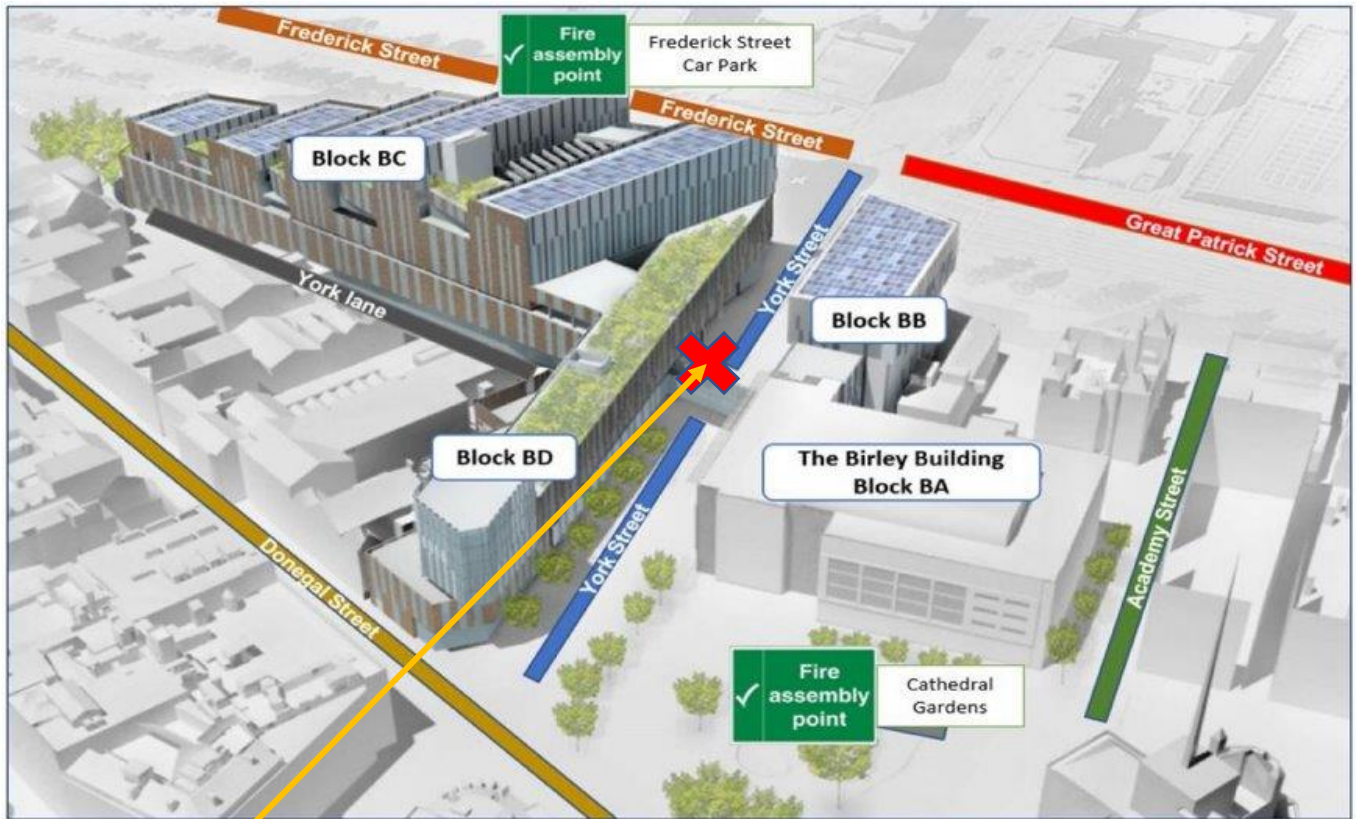 Frederick Street
Fire
assembly
point
Frederick Street
Car Park
Frederick Street
Block BC
Great Patrick Street
York Street
York lane
Block BB
Block BD
The Birley Building
Block BA
York Street
Academy Street
Donegal Street
Fire
assembly
point
Cathedral
Gardens